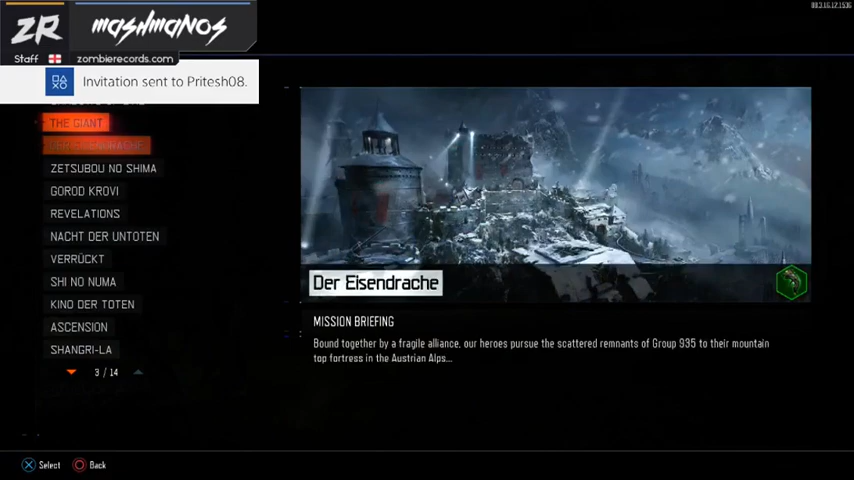 ZR
MASHMANOS
Staff
zombierecords.com
Invitation sent to Pritesh08.
THE GIANT
ZETSUBOU NO SHIMA
GOROD KROVI
REVELATIONS
NACHT DER UNTOTEN
VERRÜCKT
SHI NO NUMA
KINO DER TOTEN
ASCENSION
SHANGRI-LA
3 / 14
Der Eisendrache
MISSION BRIEFING
Bound together by a fragile alliance, our heroes pursue the scattered remnants of Group 935 to their mountain
top fortress in the Austrian Alps...
Select
Back